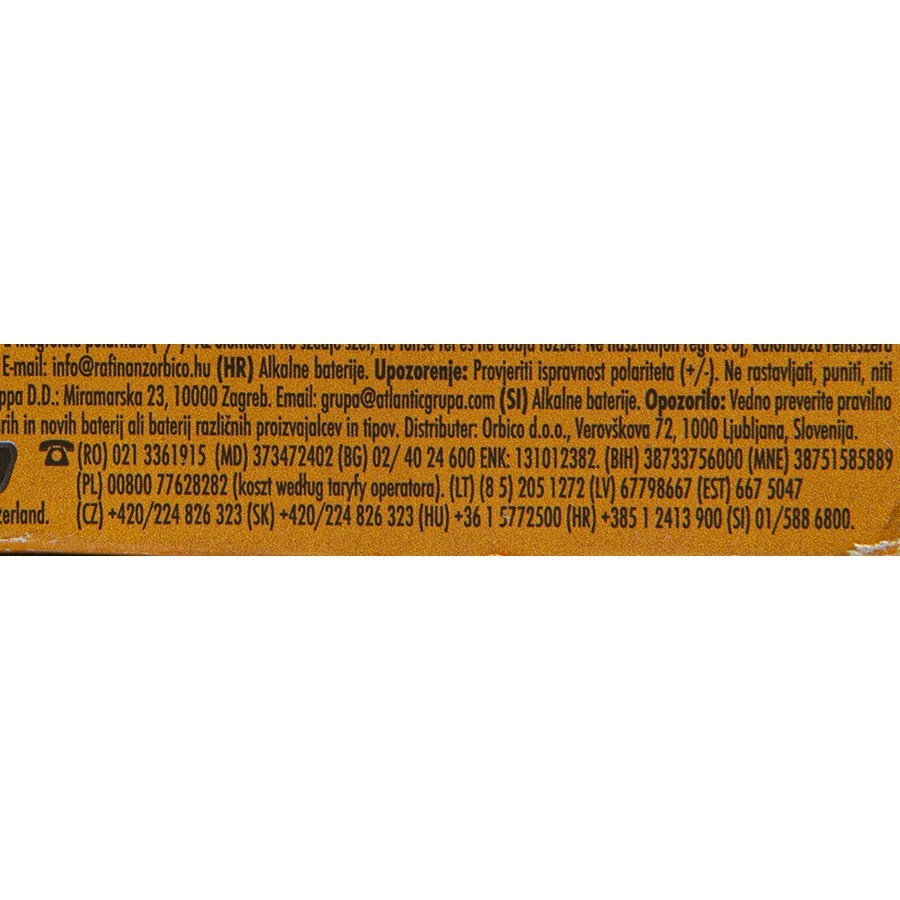 E-mail: info@rafinanzorbico.hu (HR) Alkalne baterije. Upozorenje: Provjeriti ispravnost polariteta (+/-). Ne rastavljati, puniti, niti
ppa D.D.: Miramarska 23, 10000 Zagreb. Email: grupa@atlanticgrupa.com (SI) Alkalne baterije. Opozorilo: Vedno preverite pravilno
rih in novih baterij ali baterij različnih proizvajalcev in tipov. Distributer: Orbico d.o.o., Verovškova 72, 1000 Ljubljana, Slovenija.
(RO) 021 3361915 (MD) 373472402 (BG) 02/ 40 24 600 ENK: 131012382. (BIH) 38733756000 (MNE) 38751585889
(PL) 00800 77628282 (koszt według taryfy operatora). (LT) (8 5) 205 1272 (LV) 67798667 (EST) 667 5047
zerland. (CZ) +420/224 826 323 (SK) +420/224 826 323 (HU) +36 1 5772500 (HR) +385 1 2413 900 (SI) 01/588 6800.